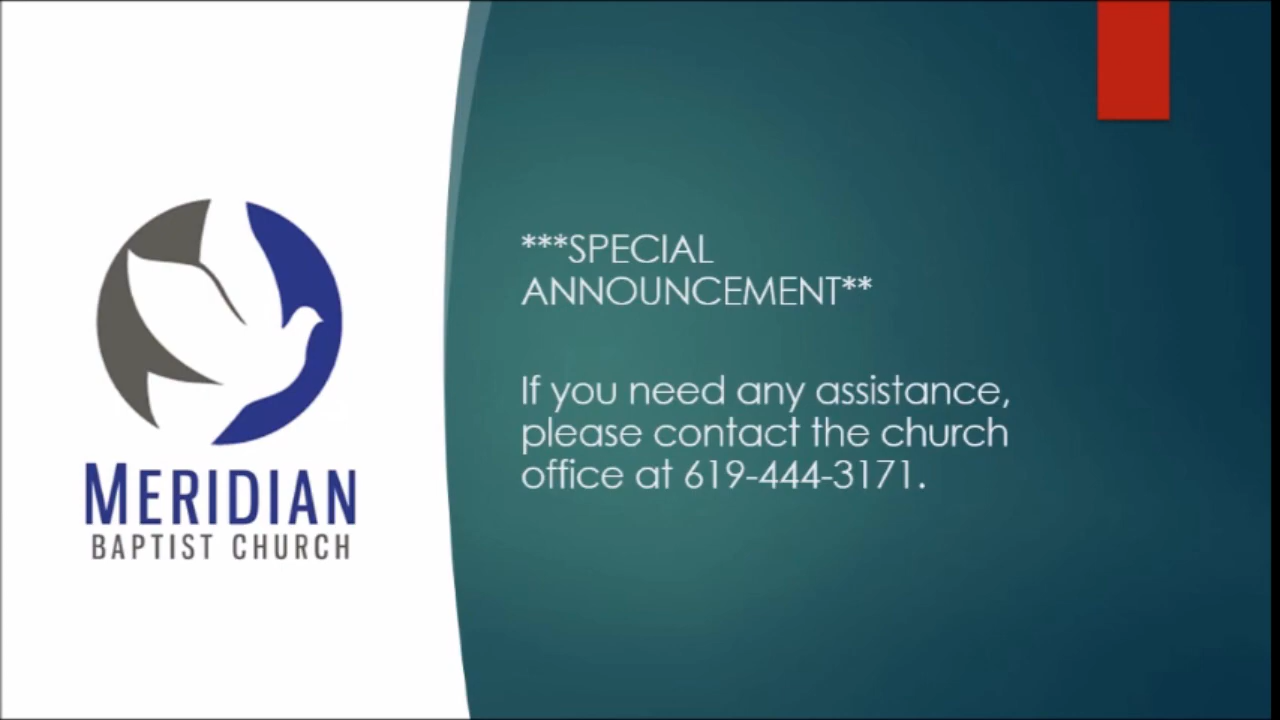 MERIDIAN
BAPTIST CHURCH
***SPECIAL
ANNOUNCEMENT**
If you need any assistance,
please contact the church
office at 619-444-3171.